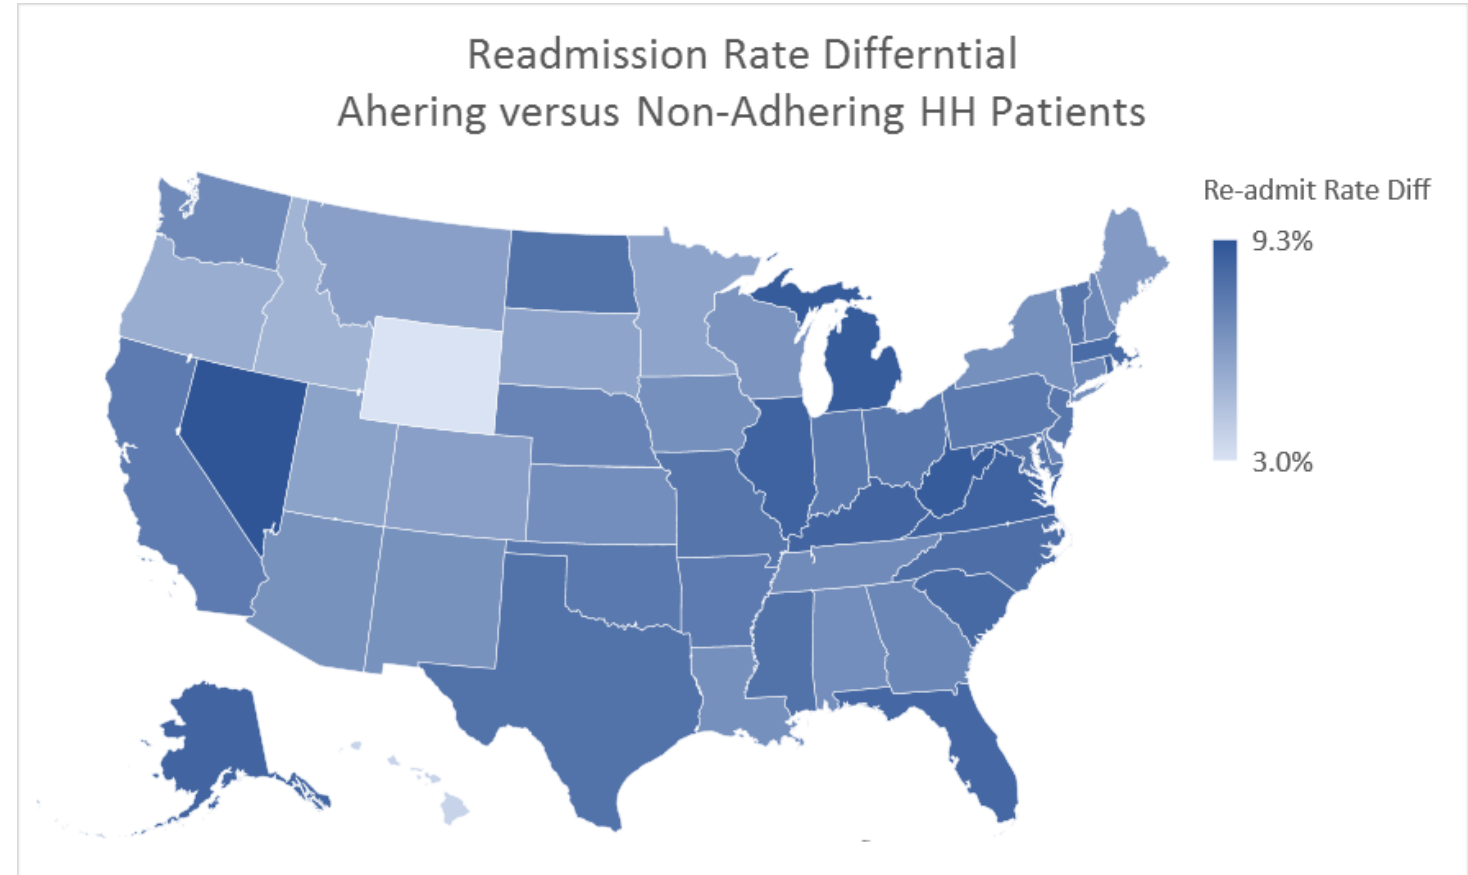 Readmission Rate Differntial
Ahering versus Non-Adhering HH Patients
Re-admit Rate Diff
9.3%
3.0%